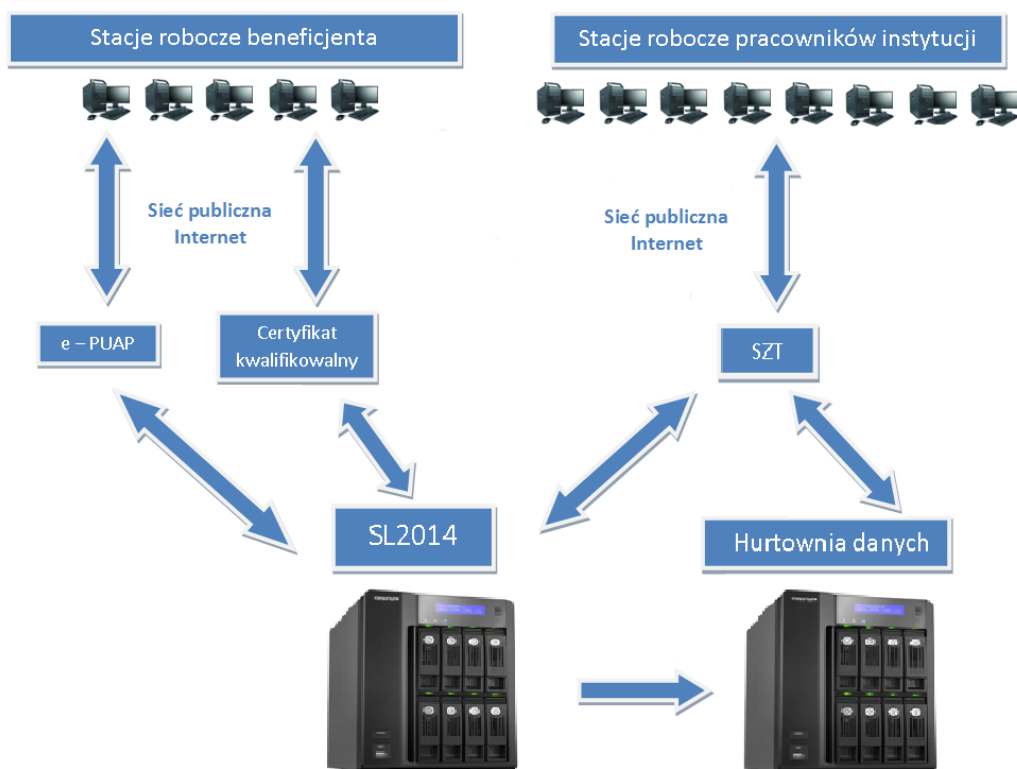 Stacje robocze beneficjenta
Stacje robocze pracowników instytucji
Sieć publiczna
Internet
Sieć publiczna
Internet
e – PUAP
Certyfikat
kwalifikowalny
SZT
SL2014
Hurtownia danych